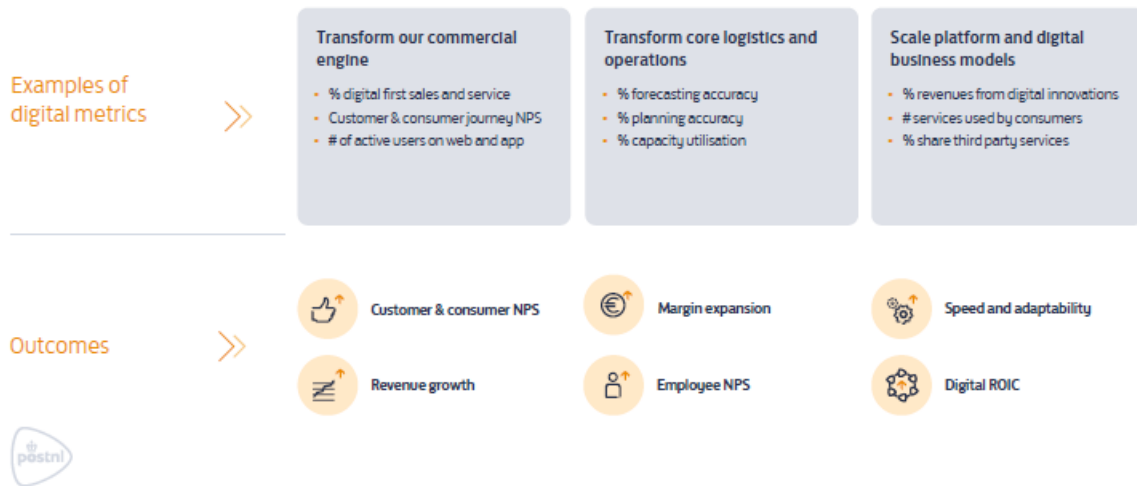 Examples of
digital metrics
Transform our commercial
engine
• % digital first sales and service
• Customer & consumer journey NPS
• # of active users on web and app
Transform core logistics and
operations
• % forecasting accuracy
• % planning accuracy
• % capacity utilisation
Scale platform and digital
business models
• % revenues from digital innovations
• # services used by consumers
• % share third party services
Outcomes
Customer & consumer NPS
Revenue growth
Margin expansion
Employee NPS
Speed and adaptability
Digital ROIC
postnl